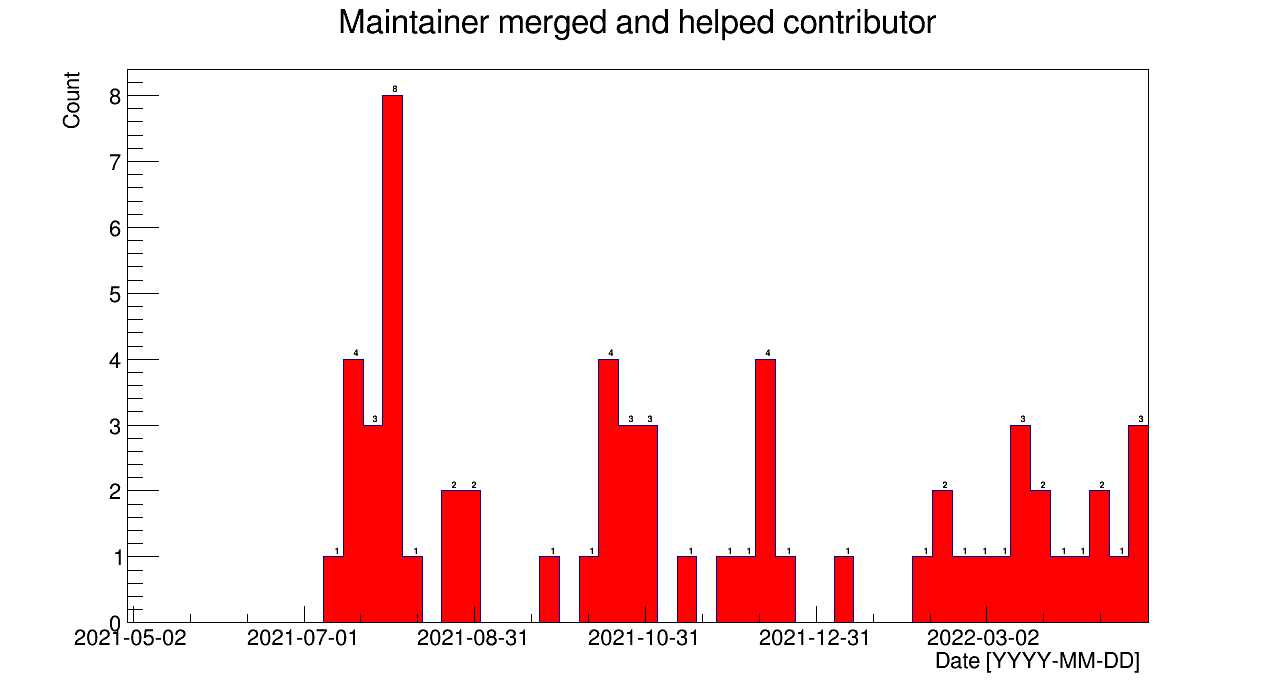 Maintainer merged and helped contributor
Count
8
7
6
5
4
3
2
1
0
1 4 3 8 1 2 2 1 1 4 3 3 1 1 1 4 1 1 1 2 1 1 1 3 2 1 1 2 1 3
2021-05-02 2021-07-01 2021-08-31 2021-10-31 2021-12-31 2022-03-02
Date [YYYY-MM-DD]